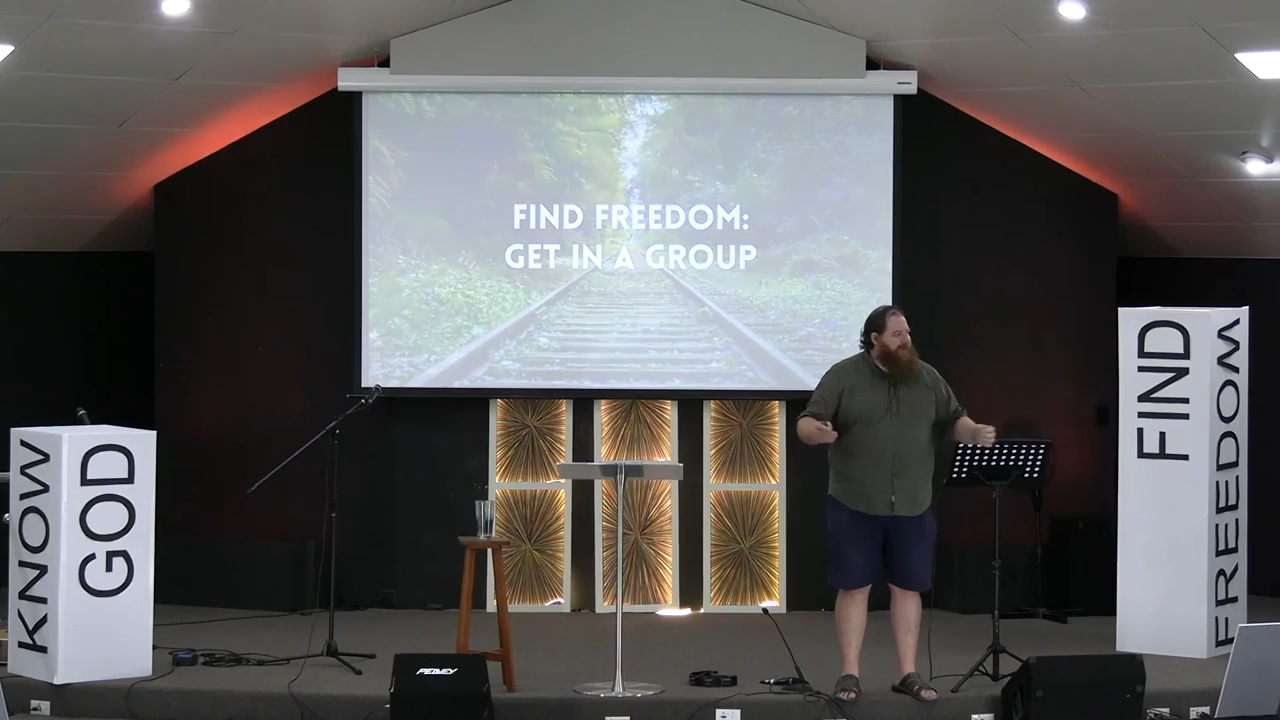 FIND FREEDOM:
GET IN A GROUP
KNOW
GOD
FIND
FREEDOM
PEAVEY